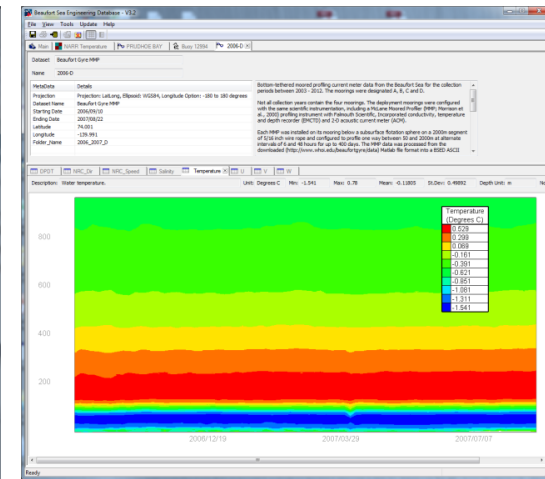 Beaufort Sea Engineering Database - V3.2
File View Tools Update Help
Main NARR Temperature PRUDHOE BAY Buoy 12894 2006-D
Dataset Beaufort Gyre MMP
Name 2006-D
MetaData Details
Projection Projection: LatLong, Ellipsoid: WGS84, Longitude Option: -180 to 180 degrees
Dataset Name Beaufort Gyre MMP
Starting Date 2006/09/10
Ending Date 2007/08/22
Latitude 74.001
Longitude -139.991
Folder_Name 2006_2007_D
Bottom-tethered moored profiling current meter data from the Beaufort Sea for the collection
periods between 2003 - 2012. The moorings were designated A, B, C and D.
Not all collection years contain the four moorings. The deployment moorings were configured
with the same scientific instrumentation, including a McLane Moored Profiler (MMP; Morrison et
al., 2000) profiling instrument with Falmouth Scientific, Incorporated conductivity, temperature
and depth recorder (EMCTD) and 2-D acoustic current meter (ACM).
Each MMP was installed on its mooring below a subsurface flotation sphere on a 2000m segment
of 5/16 inch wire rope and configured to profile one way between 50 and 2000m at alternate
intervals of 6 and 48 hours for up to 400 days. The MMP data was processed from the
downloaded (http://www.whoi.edu/beaufortgyre/data) Matlab file format into a BSED ASCII
DPDT NRC_Dir NRC_Speed Salinity Temperature U V W
Description: Water temperature. Unit: Degrees C Min: -1.541 Max: 0.76 Mean: -0.11805 St.Dev: 0.49892 Depth Unit: m
Temperature
(Degrees C)
0.529
0.299
0.069
-0.161
-0.391
-0.621
-0.851
-1.081
-1.311
-1.541
800
600
400
200
2006/12/19 2007/03/29 2007/07/07
Ready